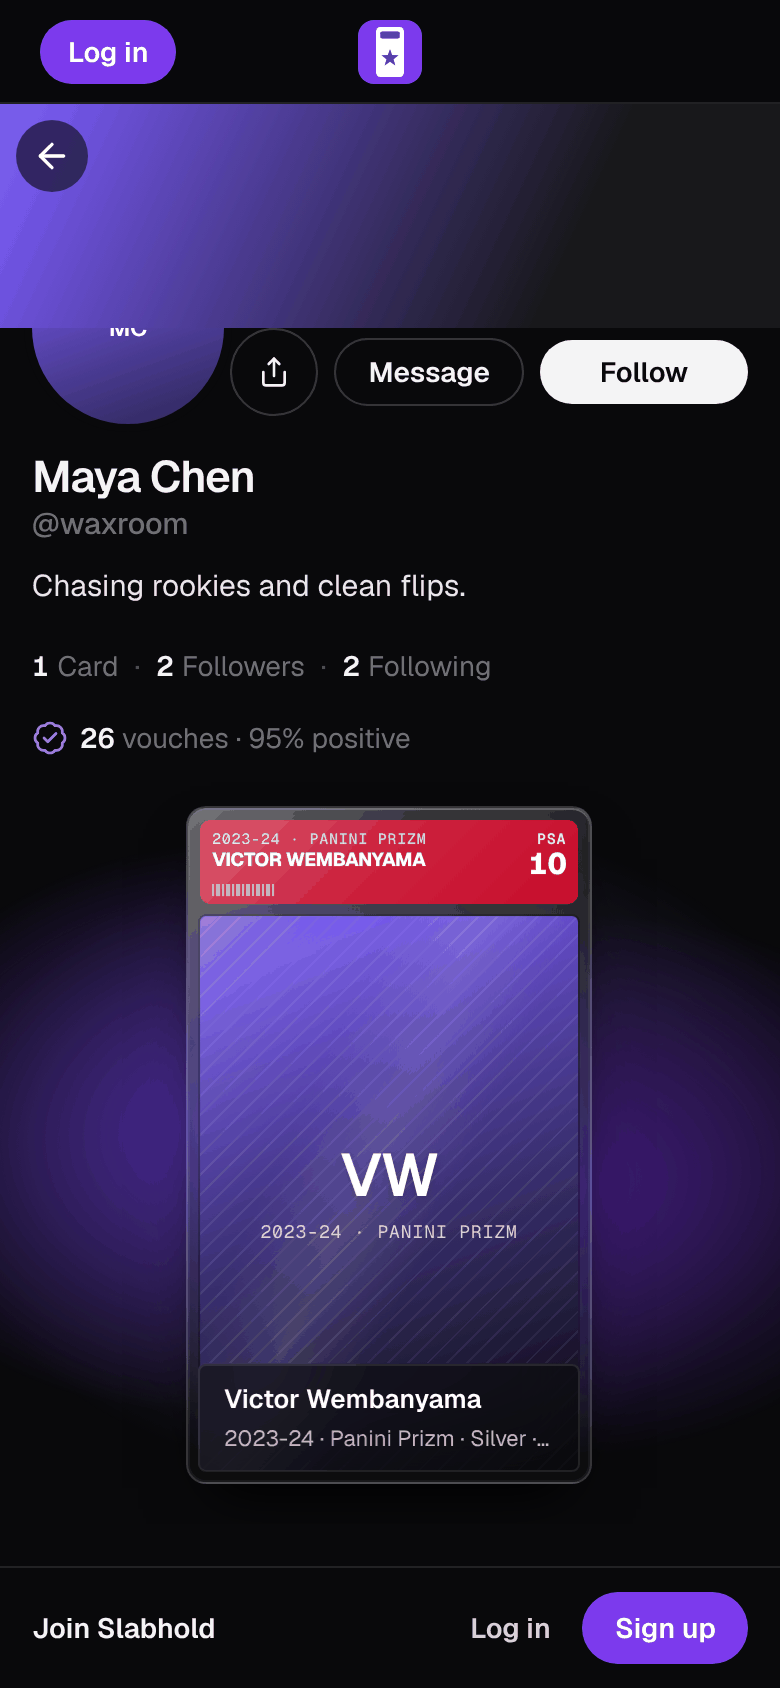 Log in
MC
Message
Follow
Maya Chen
@waxroom
Chasing rookies and clean flips.
1 Card · 2 Followers · 2 Following
26 vouches · 95% positive
2023-24 · PANINI PRIZM
PSA
VICTOR WEMBANYAMA
10
VW
2023-24 · PANINI PRIZM
Victor Wembanyama
2023-24 · Panini Prizm · Silver ·...
Join Slabhold
Log in
Sign up